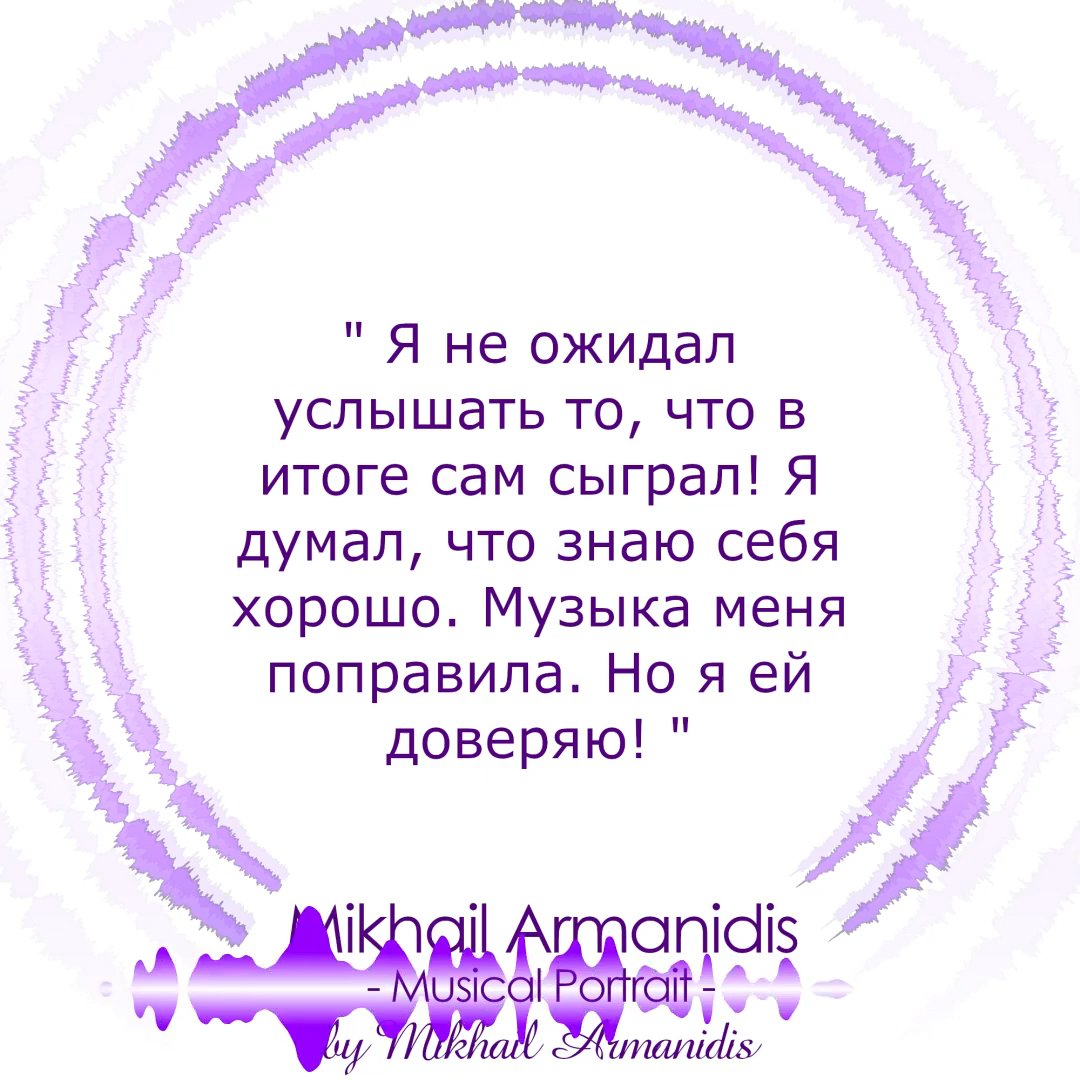 " Я не ожидал
услышать то, что в
итоге сам сыграл! Я
думал, что знаю себя
хорошо. Музыка меня
поправила. Но я ей
доверяю! "
Mikhail Armanidis
- Musical Portrait -
by Mikhail Armanidis